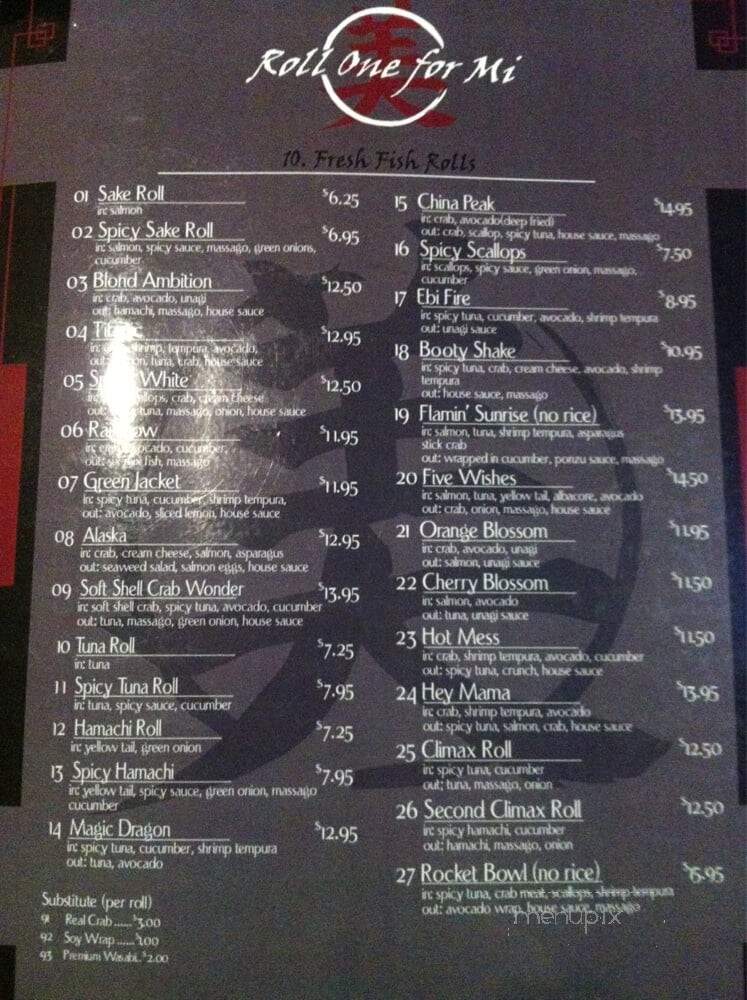 美
Roll One for Mi
10. Fresh Fish Rolls
01 Sake Roll $6.25
in: salmon
02 Spicy Sake Roll $6.95
in: salmon, spicy sauce, massago, green onions,
cucumber
03 Blond Ambition $12.50
in: crab, avocado, unagi
out: hamachi, massago, house sauce
04 $12.95
shrimp, tempura, avocado,
out: tuna, crab, house sauce
05 White $12.50
crab, cream cheese
out: tuna, massago, onion, house sauce
06 $11.95
avocado, cucumber,
out: fish, massago
07 Green Jacket $11.95
in: spicy tuna, cucumber, shrimp tempura,
out: avocado, sliced lemon, house sauce
08 Alaska $12.95
in: crab, cream cheese, salmon, asparagus
out: seaweed salad, salmon eggs, house sauce
09 Soft Shell Crab Wonder $13.95
in: soft shell crab, spicy tuna, avocado, cucumber
out: tuna, massago, green onion, house sauce
10 Tuna Roll $7.25
in: tuna
11 Spicy Tuna Roll $7.95
in: tuna, spicy sauce, cucumber
12 Hamachi Roll $7.25
in: yellow tail, green onion
13 Spicy Hamachi $7.95
in: yellow tail, spicy sauce, green onion, massago
cucumber
14 Magic Dragon $12.95
in: spicy tuna, cucumber, shrimp tempura
out: tuna, avocado
Substitute (per roll)
91 Real Crab ...... $3.00
92 Soy Wrap ...... $1.00
93 Premium Wasabi.. $2.00
15 China Peak $14.95
in: crab, avocado(deep fried)
out: crab, scallop, spicy tuna, house sauce, massago
16 Spicy Scallops $7.50
in: scallops, spicy sauce, green onion, massago,
cucumber
17 Ebi Fire $8.95
in: spicy tuna, cucumber, avocado, shrimp tempura
out: unagi sauce
18 Booty Shake $10.95
in: spicy tuna, crab, cream cheese, avocado, shrimp
tempura
out: house sauce, massago
19 Flamin' Sunrise (no rice) $13.95
in: salmon, tuna, shrimp tempura, asparagus
stick crab
out: wrapped in cucumber, ponzu sauce, massago
20 Five Wishes $14.50
in: salmon, tuna, yellow tail, albacore, avocado
out: crab, onion, massago, house sauce
21 Orange Blossom $11.95
in: crab, avocado, unagi
out: salmon, unagi sauce
22 Cherry Blossom $11.50
in: salmon, avocado
out: tuna, unagi sauce
23 Hot Mess $11.50
in: crab, shrimp tempura, avocado, cucumber
out: spicy tuna, crunch, house sauce
24 Hey Mama $13.95
in: crab, shrimp tempura, avocado
out: spicy tuna, salmon, crab, house sauce
25 Climax Roll $12.50
in: spicy tuna, cucumber
out: tuna, massago, onion
26 Second Climax Roll $12.50
in: spicy hamachi, cucumber
out: hamachi, massago, onion
27 Rocket Bowl (no rice) $15.95
in: spicy tuna, crab meat, scallops, shrimp tempura
out: avocado wrap, house sauce, massago
menupix